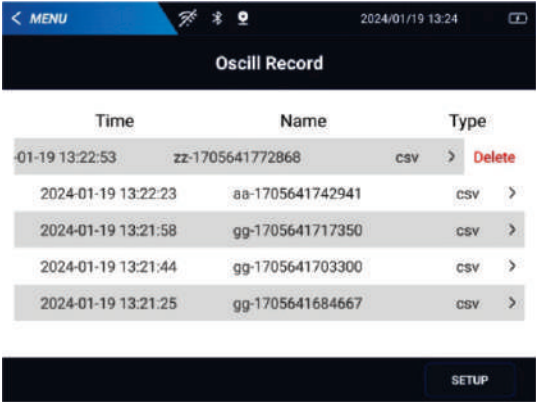 < MENU 2024/01/19 13:24
Oscill Record
Time Name Type
-01-19 13:22:53 zz-1705641772868 csv > Delete
2024-01-19 13:22:23 aa-1705641742941 csv >
2024-01-19 13:21:58 gg-1705641717350 csv >
2024-01-19 13:21:44 gg-1705641703300 csv >
2024-01-19 13:21:25 gg-1705641684667 csv >
SETUP